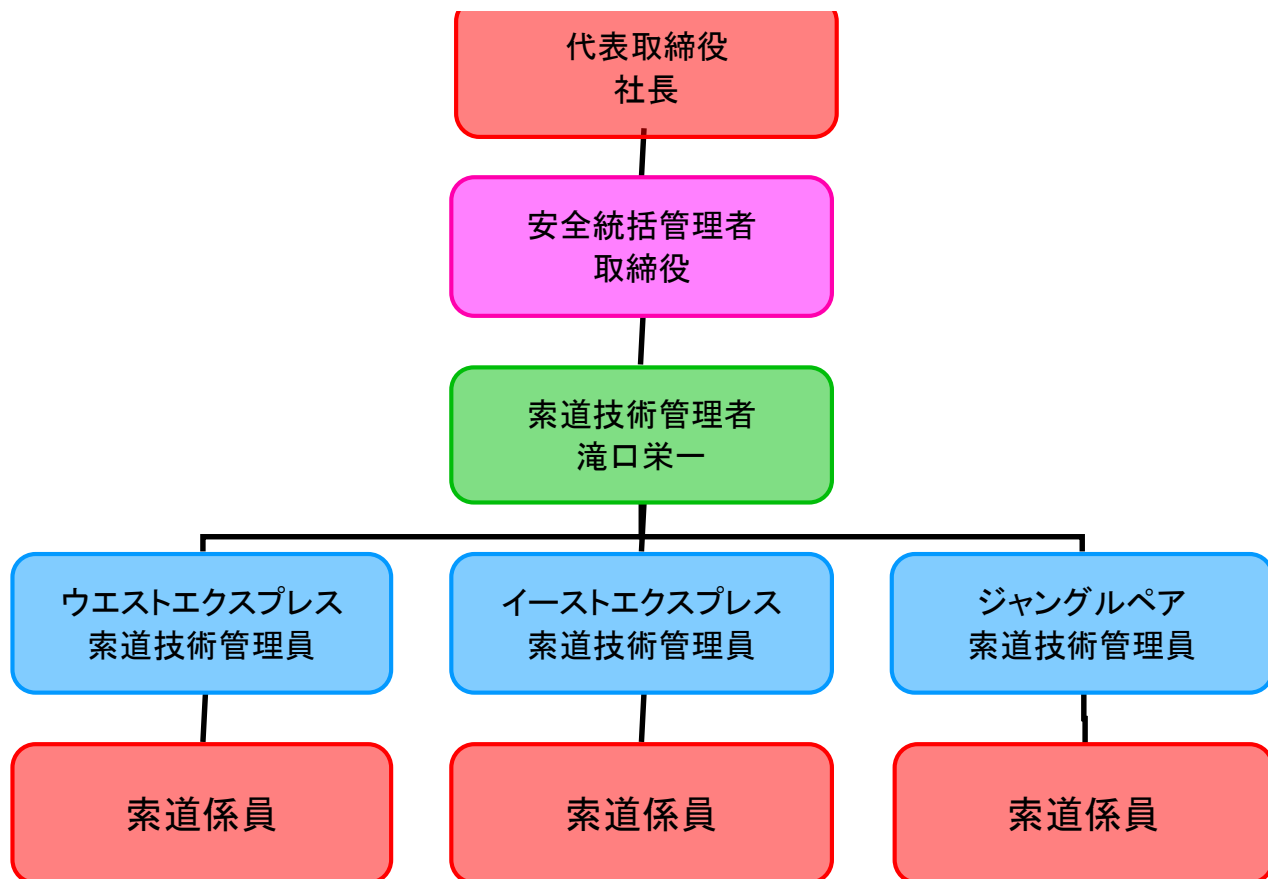 代表取締役
社長
安全統括管理者
取締役
索道技術管理者
滝口栄一
ウエストエクスプレス
索道技術管理員
イーストエクスプレス
索道技術管理員
ジャングルペア
索道技術管理員
索道係員
索道係員
索道係員